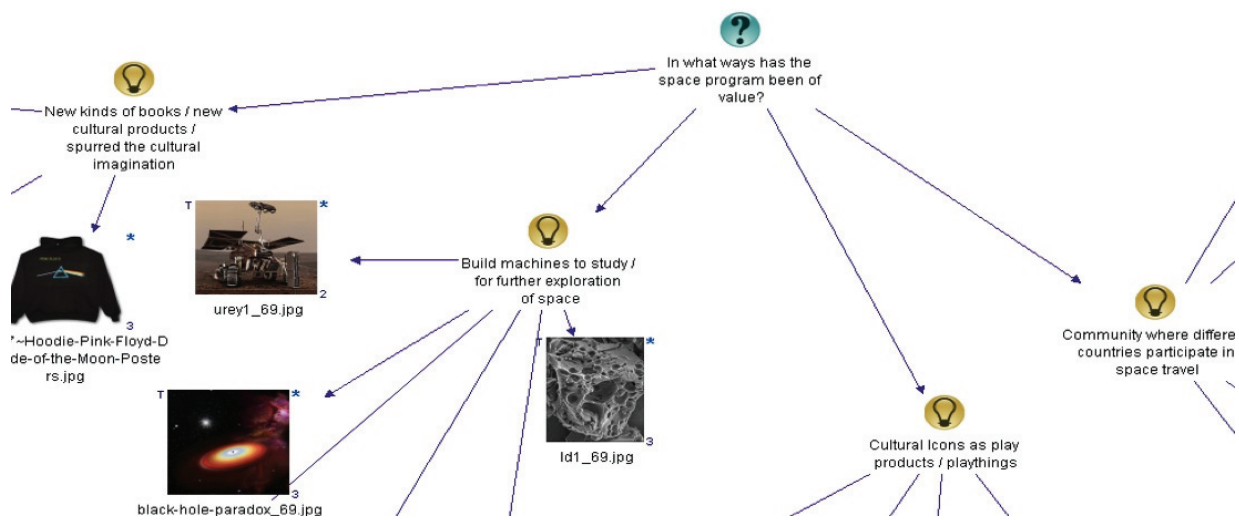 In what ways has the
space program been of
value?
New kinds of books / new
cultural products /
spurred the cultural
imagination
T *
2
urey1_69.jpg
Build machines to study /
for further exploration
of space
*
3
"~Hoodie-Pink-Floyd-D
de-of-the-Moon-Poste
rs.jpg
Community where differe
countries participate in
space travel
T *
3
ld1_69.jpg
T *
3
black-hole-paradox_69.jpg
Cultural Icons as play
products / playthings